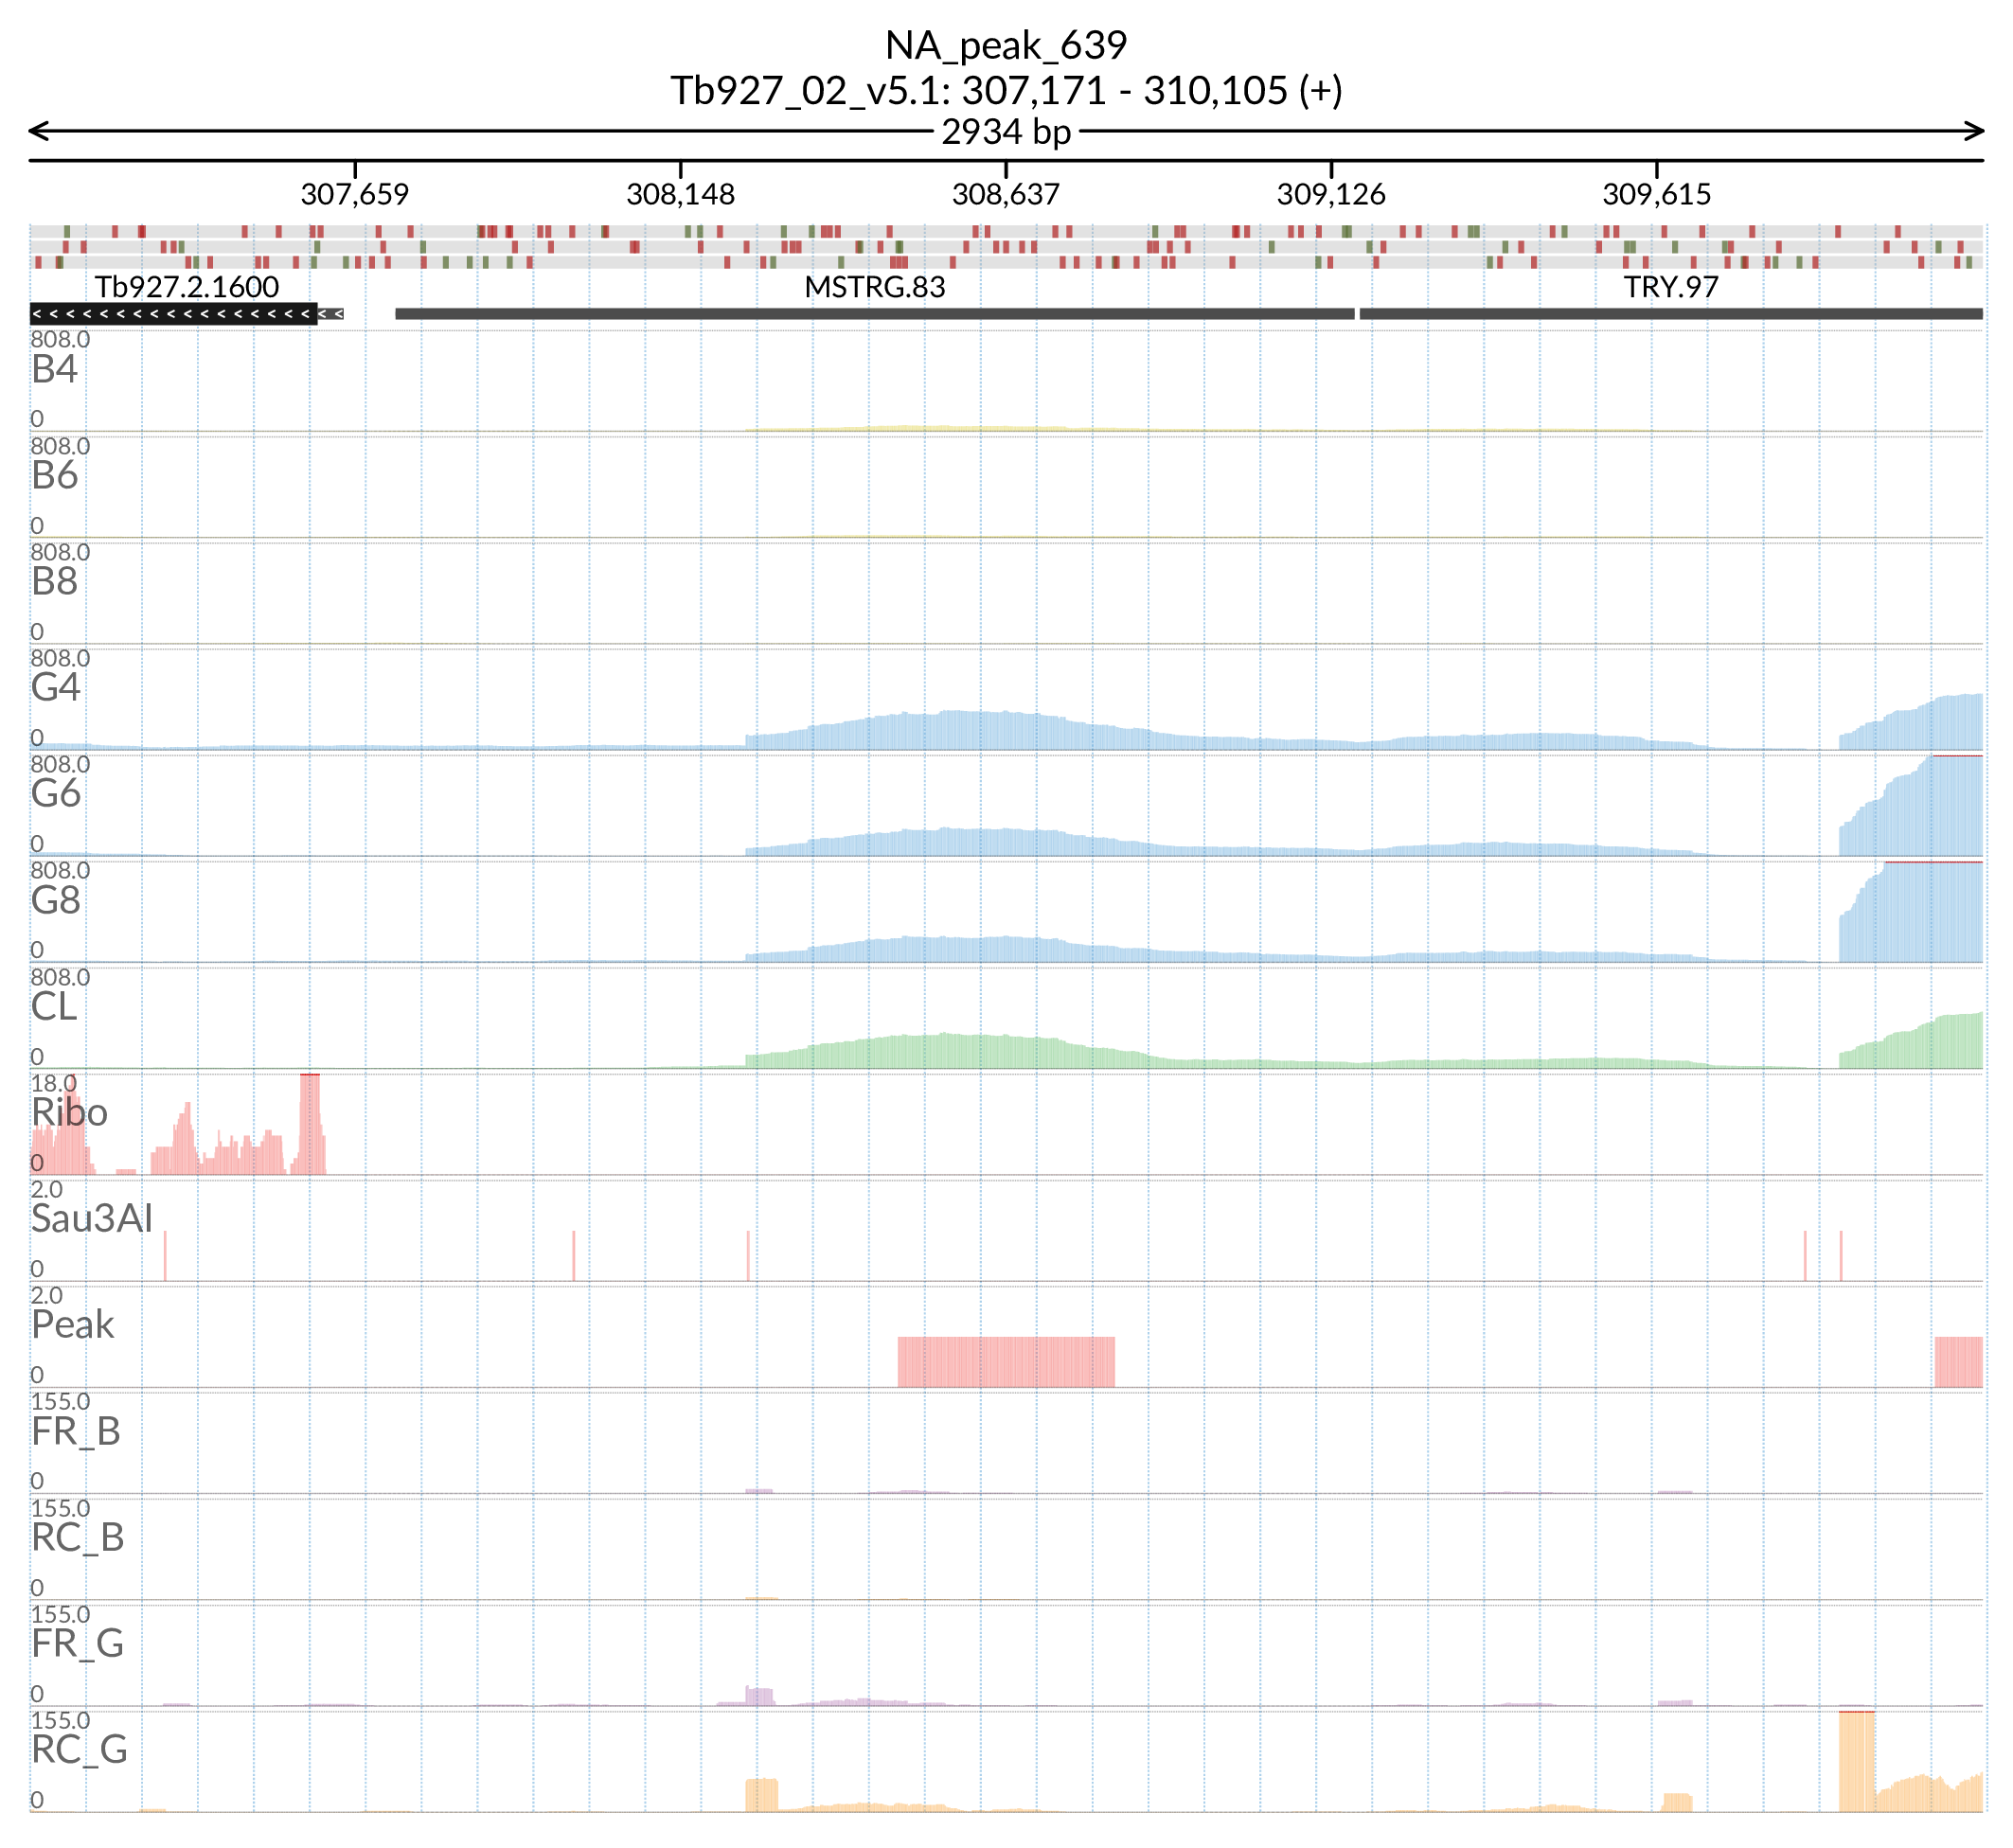 NA_peak_639
Tb927_02_v5.1: 307,171 - 310,105 (+)
2934 bp
307,659 308,148 308,637 309,126 309,615
Tb927.2.1600 MSTRG.83 TRY.97
< < < < < < < < < < < < < < < < < < <
808.0
B4
0
808.0
B6
0
808.0
B8
0
808.0
G4
0
808.0
G6
0
808.0
G8
0
808.0
CL
0
18.0
Ribo
0
2.0
Sau3AI
0
2.0
Peak
0
155.0
FR_B
0
155.0
RC_B
0
155.0
FR_G
0
155.0
RC_G
0